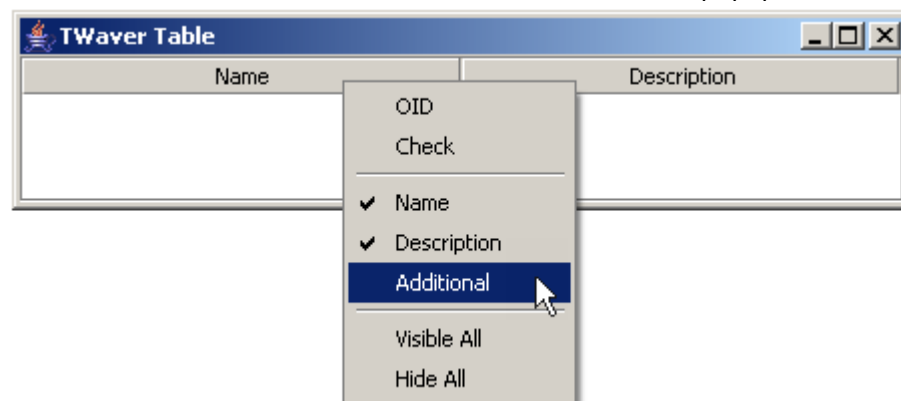 TWaver Table
Name Description
OID
Check
Name
Description
Additional
Visible All
Hide All